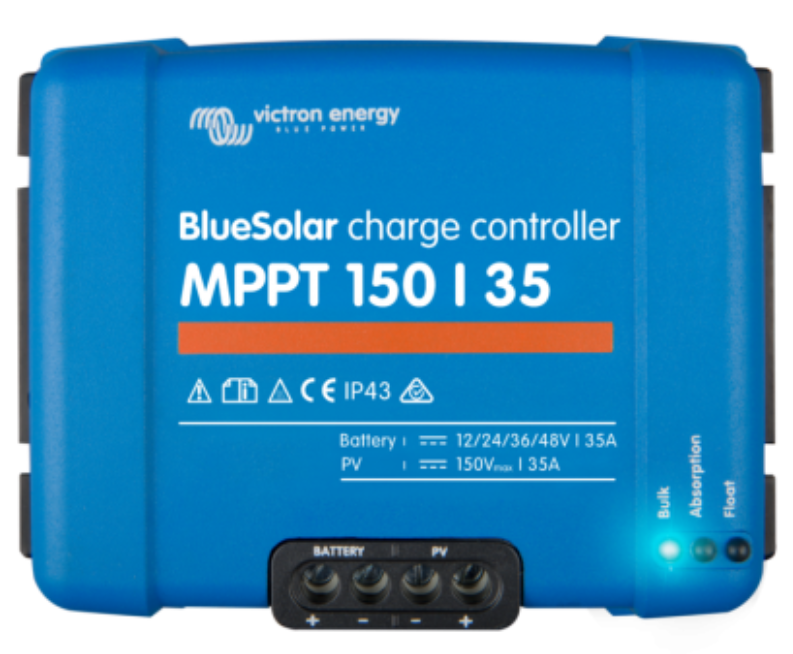 victron energy
BLUE POWER
BlueSolar charge controller
MPPT 150 | 35
CE IP43
Battery | 12/24/36/48V | 35A
PV | 150Vmax | 35A
Bulk
Absorption
Float
BATTERY PV
+ - - +